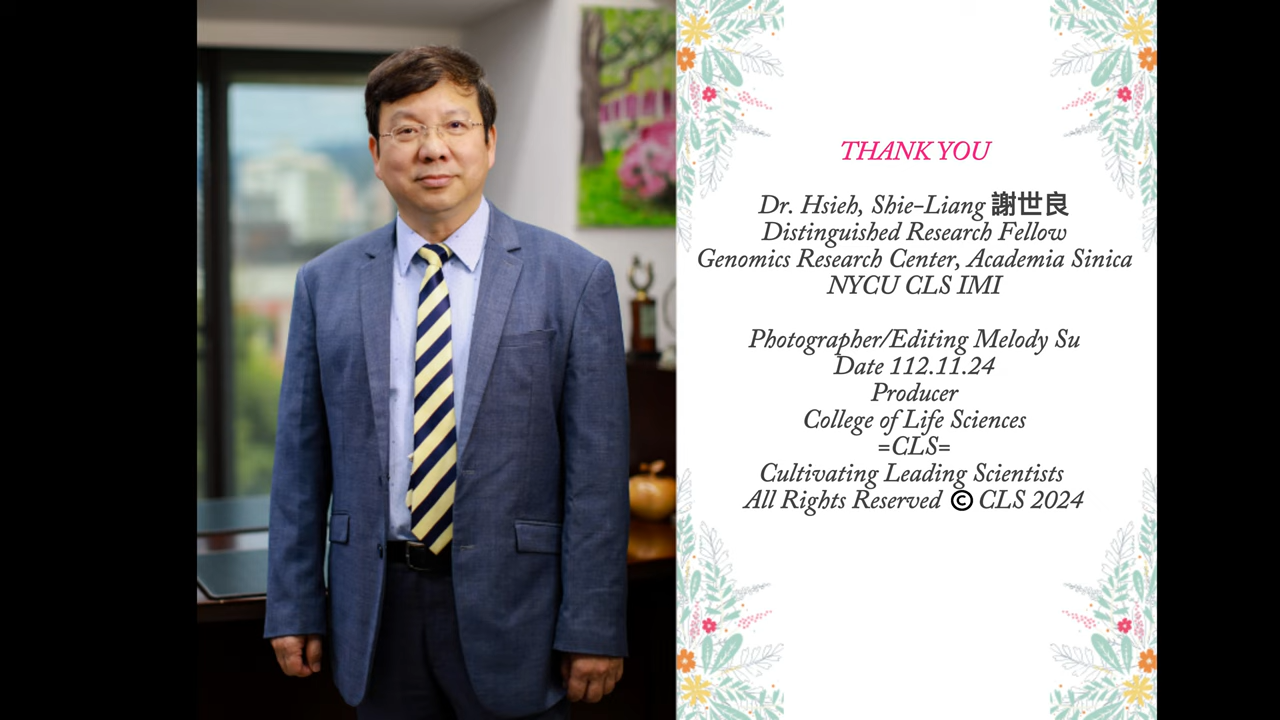 THANK YOU
Dr. Hsieh, Shie-Liang 謝世良
Distinguished Research Fellow
Genomics Research Center, Academia Sinica
NYCU CLS IMI
Photographer/Editing Melody Su
Date 112.11.24
Producer
College of Life Sciences
=CLS=
Cultivating Leading Scientists
All Rights Reserved © CLS 2024